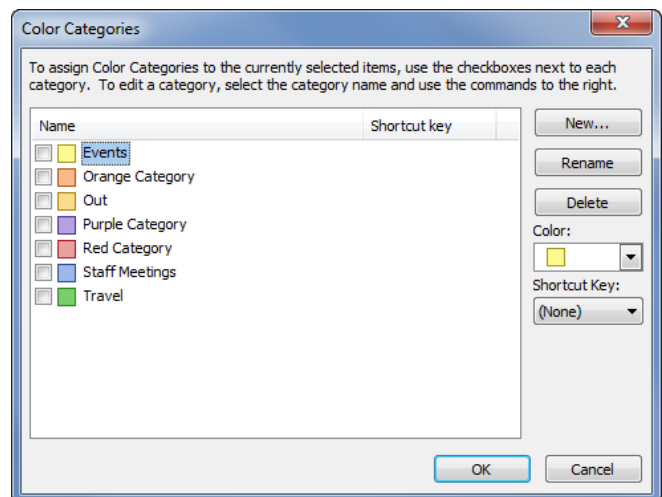 Color Categories
To assign Color Categories to the currently selected items, use the checkboxes next to each
category.  To edit a category, select the category name and use the commands to the right.
Name Shortcut key
Events
Orange Category
Out
Purple Category
Red Category
Staff Meetings
Travel
New...
Rename
Delete
Color:
Shortcut Key:
(None)
OK Cancel